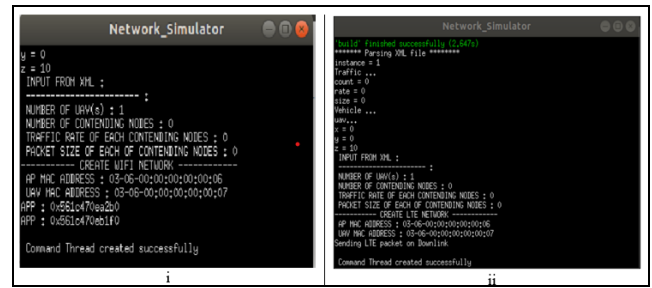 Network_Simulator
y = 0
z = 10
INPUT FROM XML :
---------------------- :
NUMBER OF UAV(s) : 1
NUMBER OF CONTENDING NODES : 0
TRAFFIC RATE OF EACH CONTENDING NODES : 0
PACKET SIZE OF EACH OF CONTENDING NODES : 0
----------- CREATE WIFI NETWORK -----------
AP MAC ADDRESS : 03-06-00:00:00:00:00:06
UAV MAC ADDRESS : 03-06-00:00:00:00:00:07
APP : 0x561c470ea2b0
APP : 0x561c470eb1f0
Command Thread created successfully
i
Network_Simulator
'build' finished successfully (2.647s)
******* Parsing XML file ********
instance = 1
Traffic ...
count = 0
rate = 0
size = 0
Vehicle ...
uav...
x = 0
y = 0
z = 10
INPUT FROM XML :
---------------------- :
NUMBER OF UAV(s) : 1
NUMBER OF CONTENDING NODES : 0
TRAFFIC RATE OF EACH CONTENDING NODES : 0
PACKET SIZE OF EACH OF CONTENDING NODES : 0
----------- CREATE LTE NETWORK ------------
AP MAC ADDRESS : 03-06-00:00:00:00:00:06
UAV MAC ADDRESS : 03-06-00:00:00:00:00:07
Sending LTE packet on Downlink
Command Thread created successfully
ii